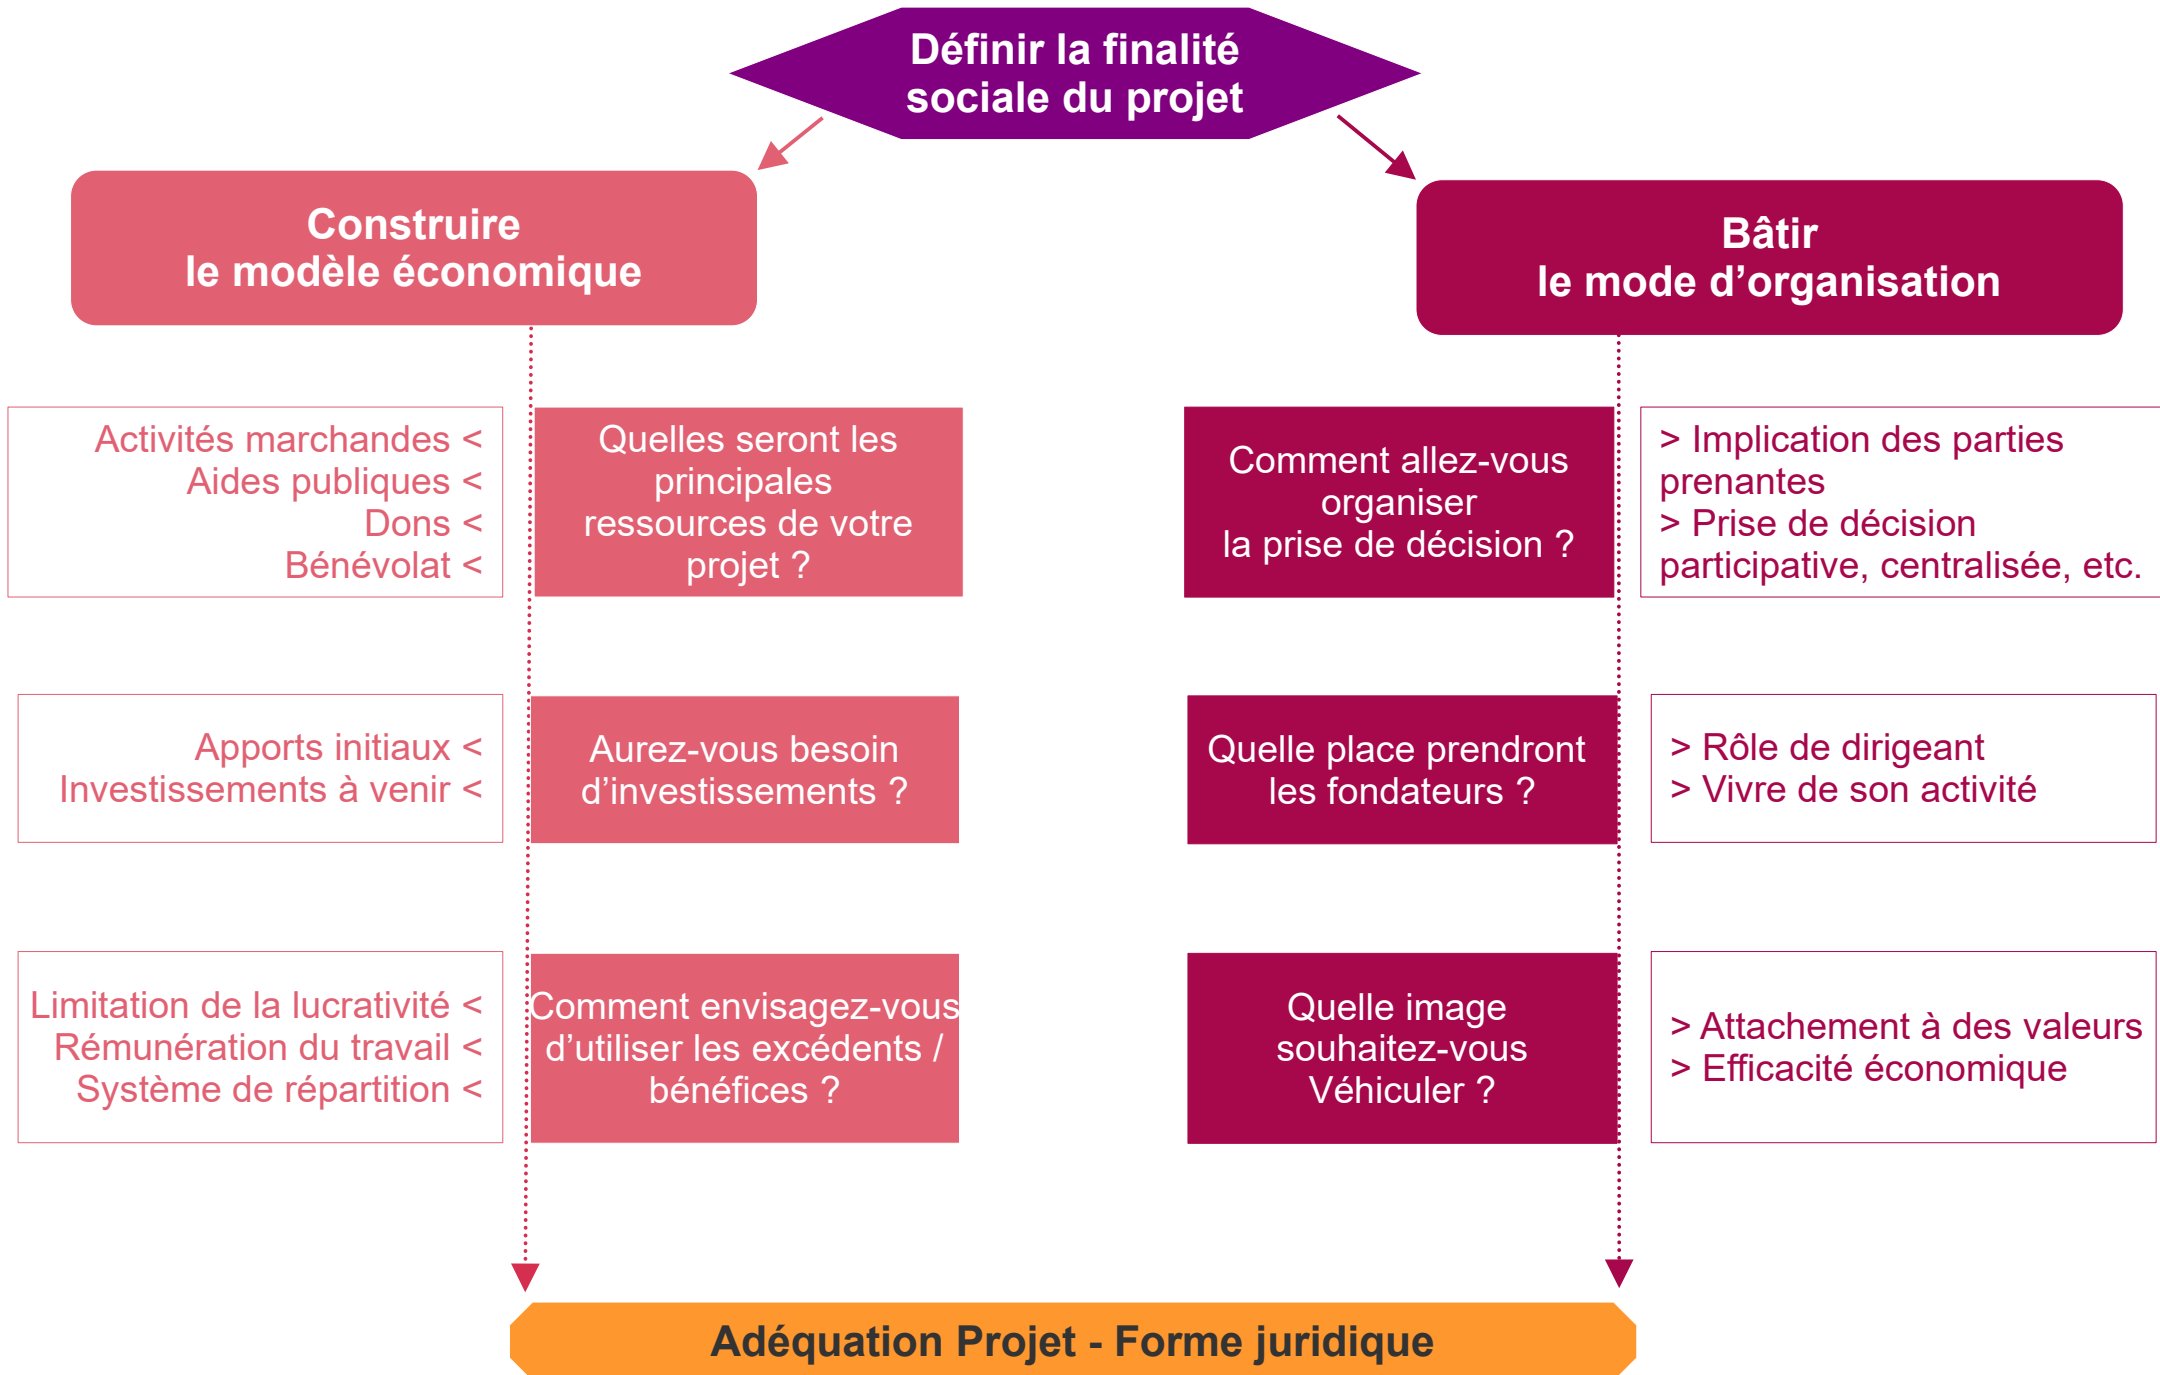 Définir la finalité
sociale du projet
Construire
le modèle économique
Bâtir
le mode d’organisation
Activités marchandes <
Aides publiques <
Dons <
Bénévolat <
Quelles seront les
principales
ressources de votre
projet ?
Comment allez-vous
organiser
la prise de décision ?
> Implication des parties
prenantes
> Prise de décision
participative, centralisée, etc.
Apports initiaux <
Investissements à venir <
Aurez-vous besoin
d’investissements ?
Quelle place prendront
les fondateurs ?
> Rôle de dirigeant
> Vivre de son activité
Limitation de la lucrativité <
Rémunération du travail <
Système de répartition <
Comment envisagez-vous
d’utiliser les excédents /
bénéfices ?
Quelle image
souhaitez-vous
Véhiculer ?
> Attachement à des valeurs
> Efficacité économique
Adéquation Projet - Forme juridique